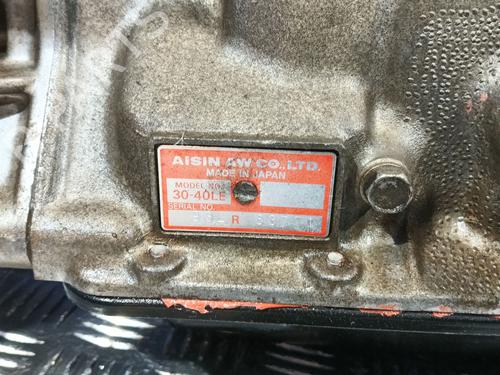 AISIN AW CO., LTD.
MADE IN JAPAN
MODEL NO.
30-40LE
SERIAL NO.
R